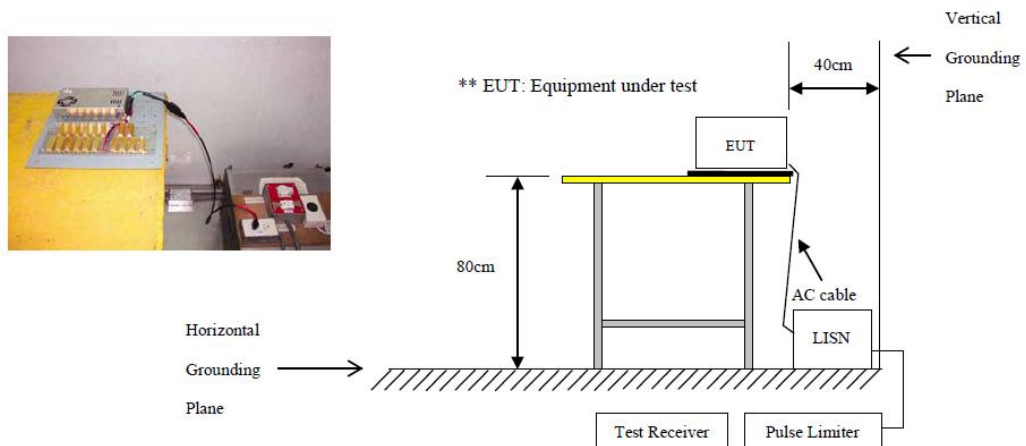 Vertical
Grounding
Plane
40cm
** EUT: Equipment under test
EUT
80cm
AC cable
LISN
Horizontal
Grounding
Plane
Test Receiver
Pulse Limiter